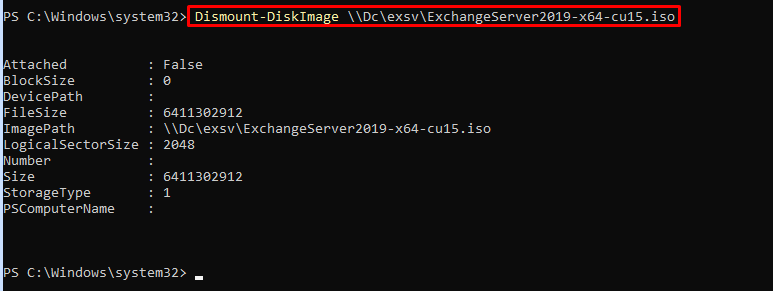 PS C:\Windows\system32> Dismount-DiskImage \\Dc\exsv\ExchangeServer2019-x64-cu15.iso
Attached          : False
BlockSize         : 0
DevicePath        :
FileSize          : 6411302912
ImagePath         : \\Dc\exsv\ExchangeServer2019-x64-cu15.iso
LogicalSectorSize : 2048
Number            :
Size              : 6411302912
StorageType       : 1
PSComputerName    :
PS C:\Windows\system32>